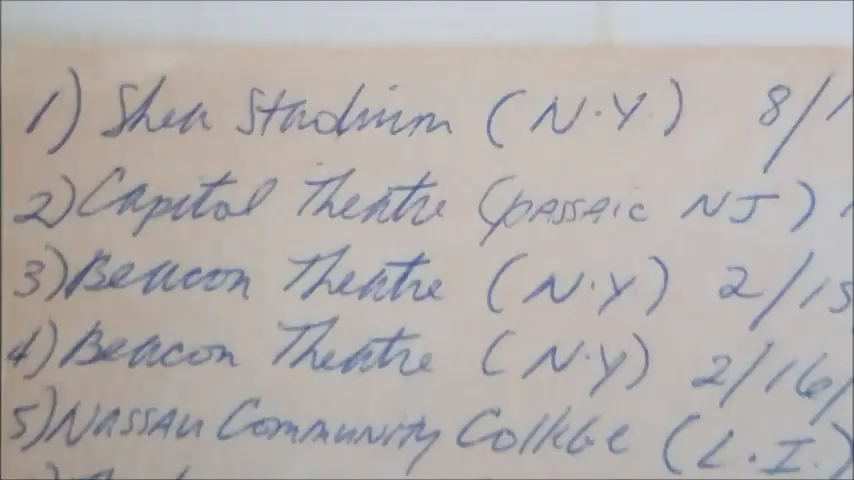 1) Shea Stadium (N.Y.) 8/1
2) Capitol Theatre (PASSAIC NJ)
3) Beacon Theatre (N.Y.) 2/15
4) Beacon Theatre (N.Y) 2/16/
5) Nassau Community College (L.I.)